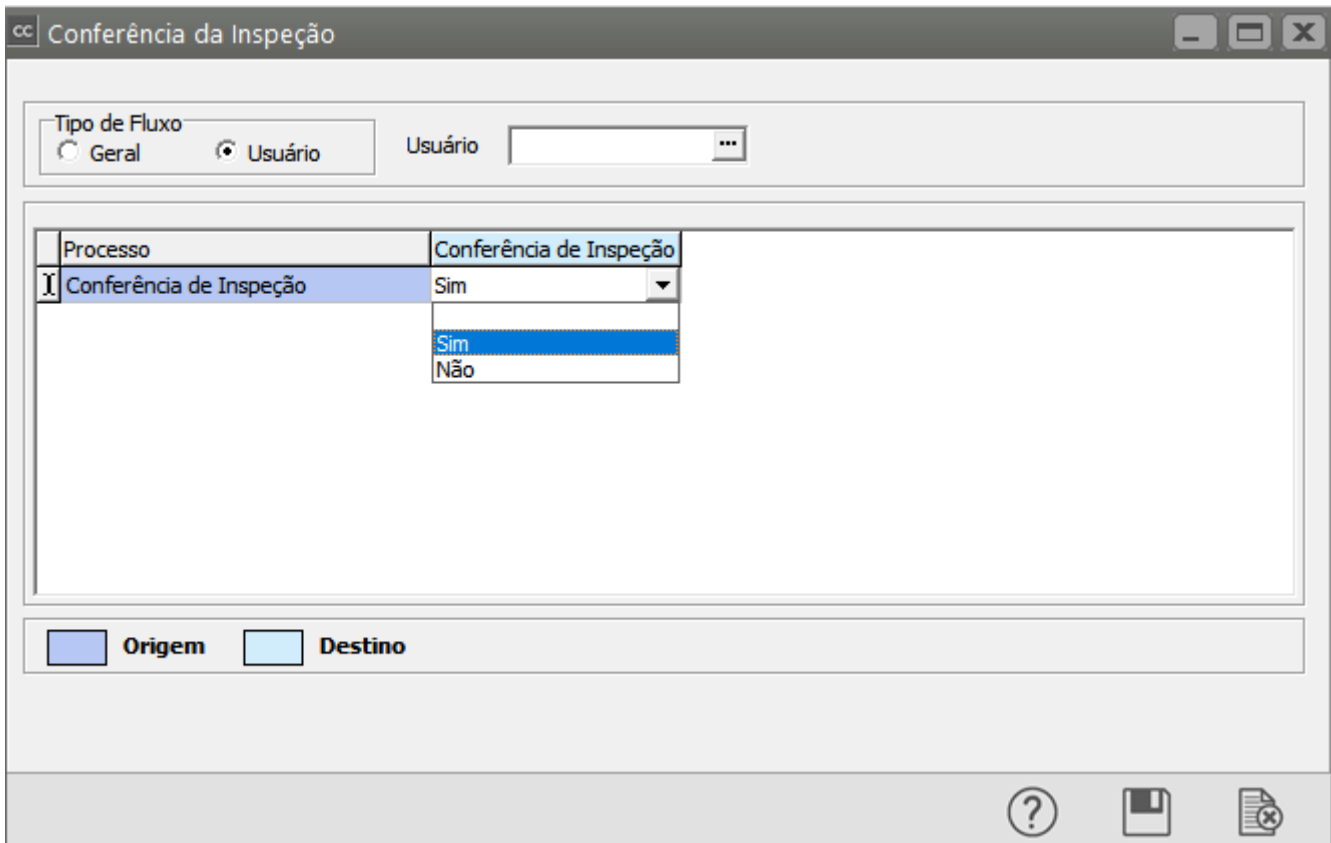 cc Conferência da Inspeção
Tipo de Fluxo
Geral Usuário Usuário ...
Processo Conferência de Inspeção
Conferência de Inspeção Sim
Sim
Não
Origem Destino
?